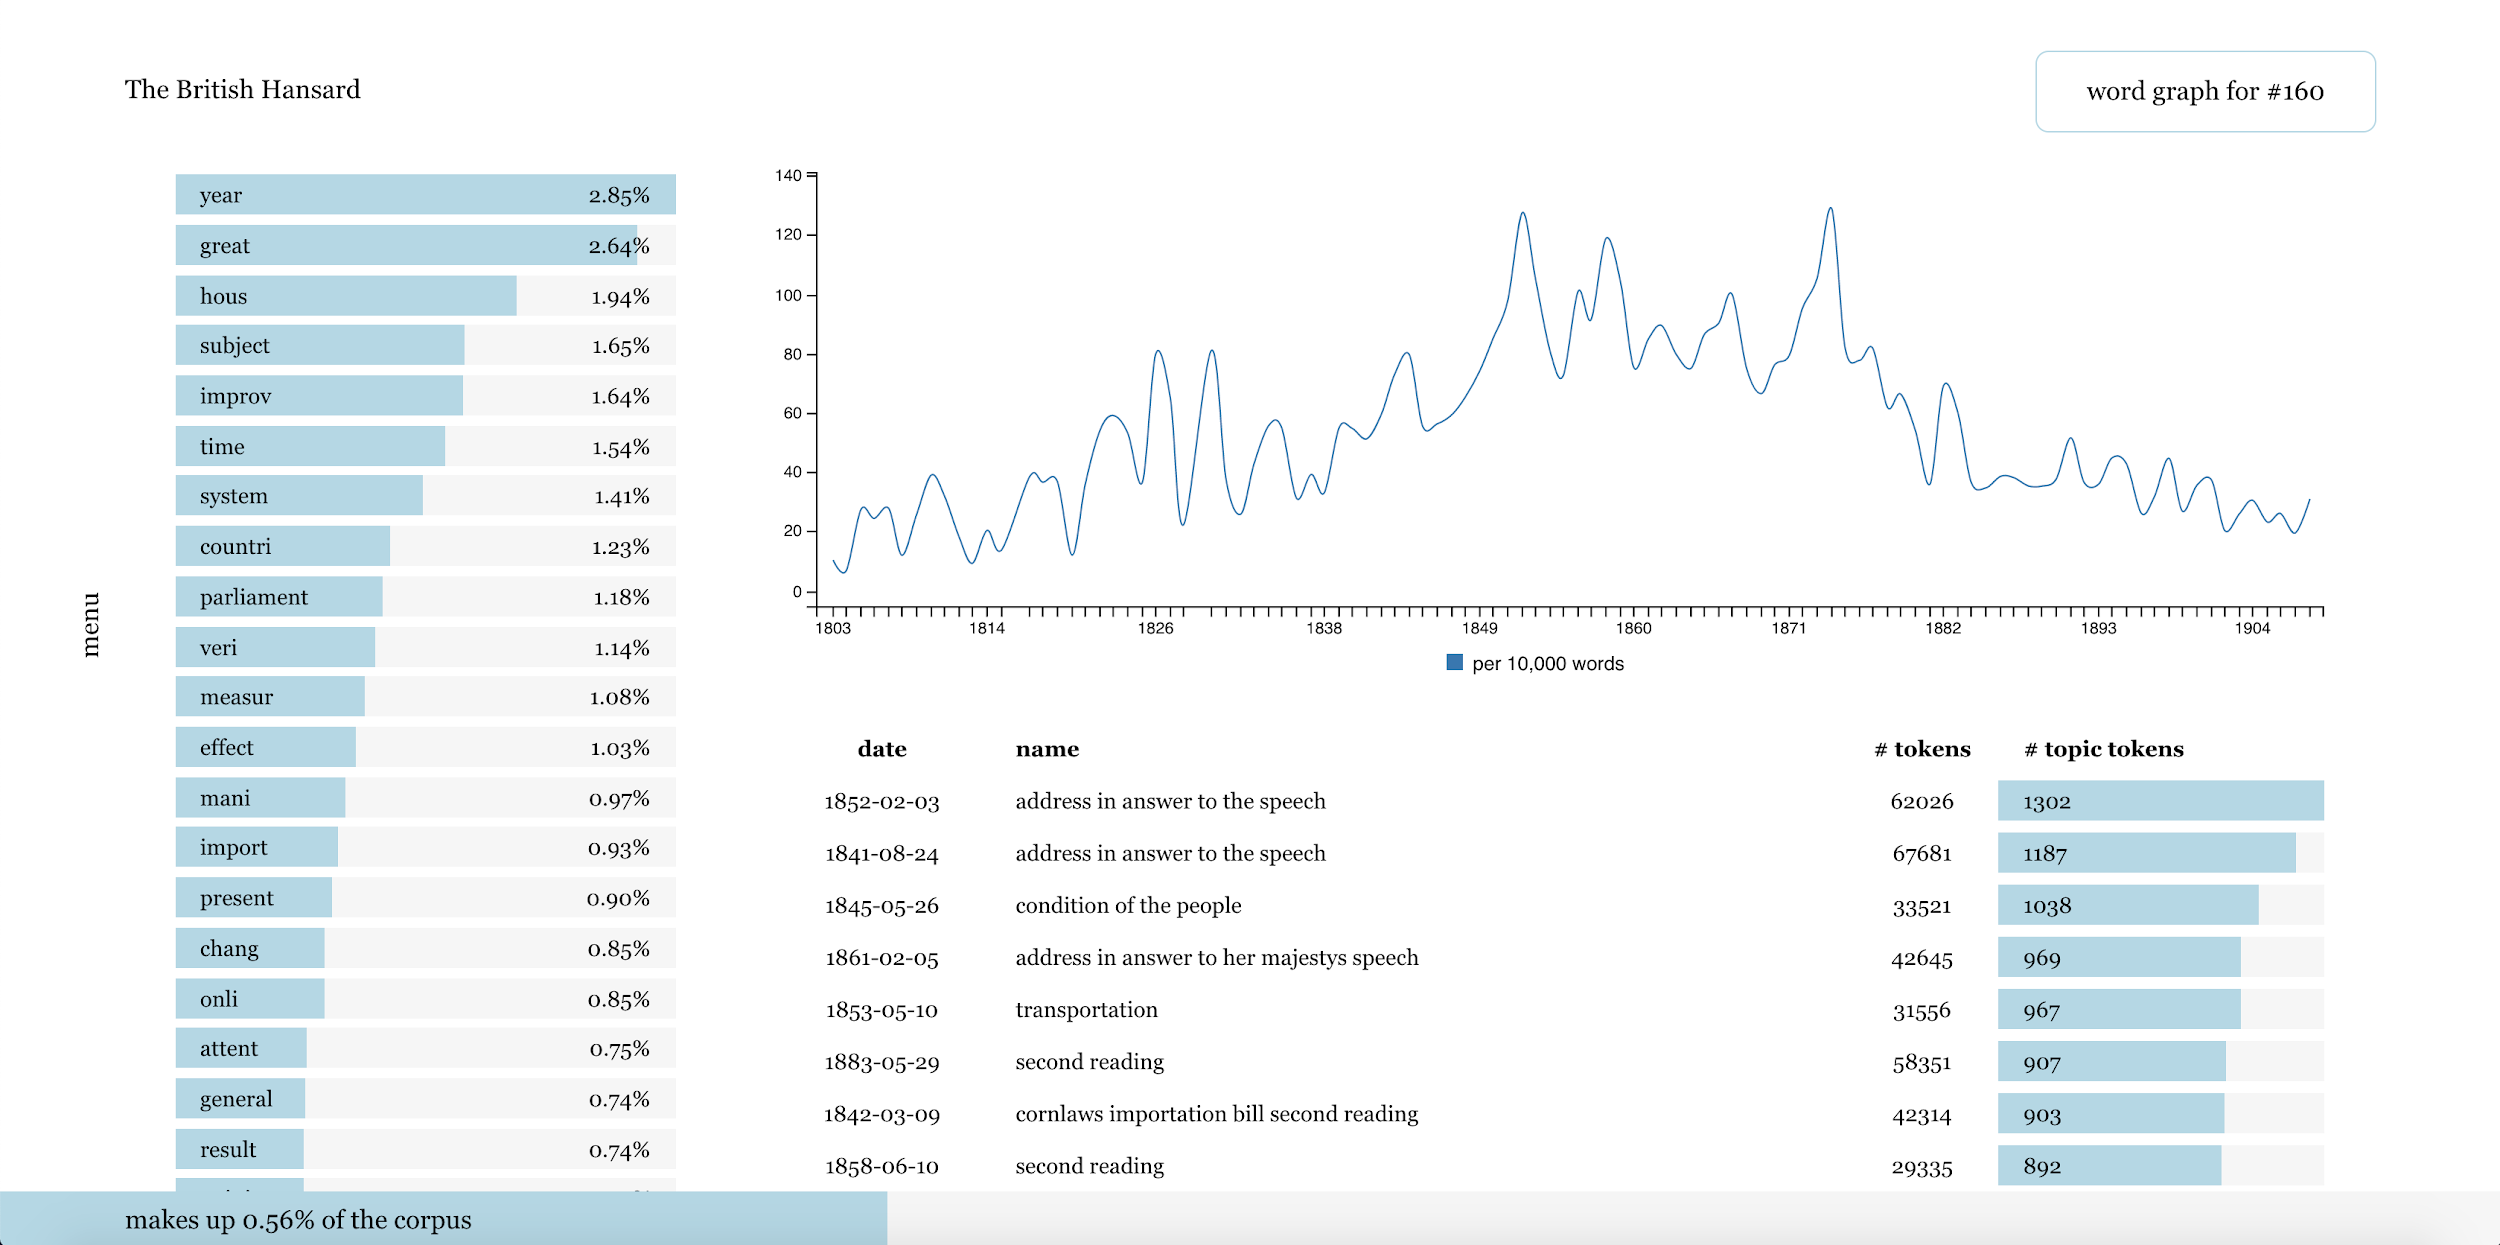 The British Hansard
word graph for #160
menu
year 2.85%
great 2.64%
hous 1.94%
subject 1.65%
improv 1.64%
time 1.54%
system 1.41%
countri 1.23%
parliament 1.18%
veri 1.14%
measur 1.08%
effect 1.03%
mani 0.97%
import 0.93%
present 0.90%
chang 0.85%
onli 0.85%
attent 0.75%
general 0.74%
result 0.74%
140
120
100
80
60
40
20
0
1803 1814 1826 1838 1849 1860 1871 1882 1893 1904
per 10,000 words
date name # tokens # topic tokens
1852-02-03 address in answer to the speech 62026 1302
1841-08-24 address in answer to the speech 67681 1187
1845-05-26 condition of the people 33521 1038
1861-02-05 address in answer to her majestys speech 42645 969
1853-05-10 transportation 31556 967
1883-05-29 second reading 58351 907
1842-03-09 cornlaws importation bill second reading 42314 903
1858-06-10 second reading 29335 892
makes up 0.56% of the corpus